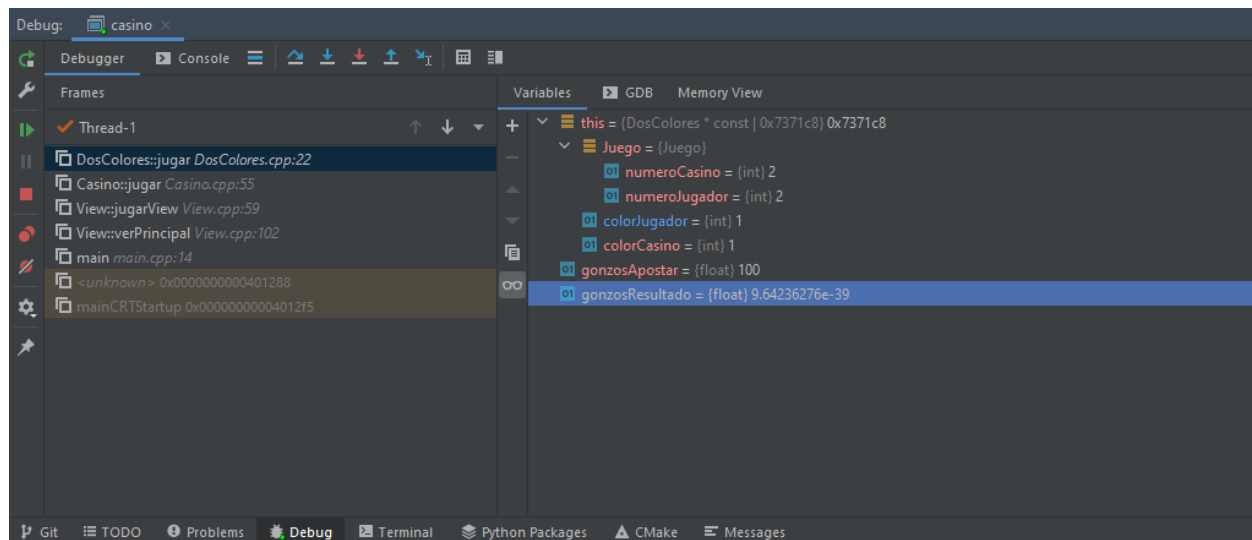 Debug: casino
Debugger Console
Frames
Variables GDB Memory View
Thread-1
DosColores::jugar DosColores.cpp:22
Casino::jugar Casino.cpp:55
View::jugarView View.cpp:59
View::verPrincipal View.cpp:102
main main.cpp:14
<unknown> 0x0000000000401288
mainCRTStartup 0x00000000004012f5
this = {DosColores * const | 0x7371c8} 0x7371c8
Juego = {Juego}
numeroCasino = {int} 2
numeroJugador = {int} 2
colorJugador = {int} 1
colorCasino = {int} 1
gonzosApostar = {float} 100
gonzosResultado = {float} 9.64236276e-39
Git TODO Problems Debug Terminal Python Packages CMake Messages